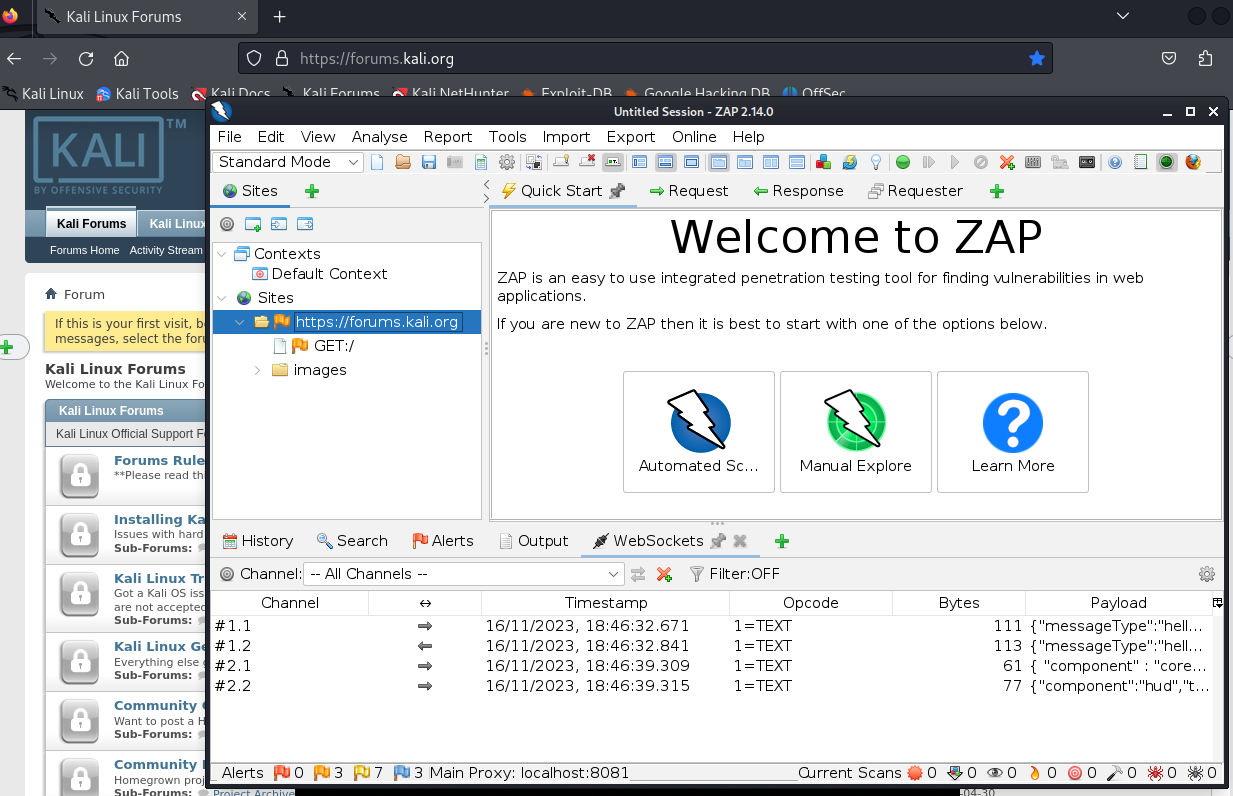 Kali Linux Forums
https://forums.kali.org
Kali Linux Kali Tools Kali Docs Kali Forums Kali NetHunter Exploit-DB Google Hacking DB OffSec
KALI TM
BY OFFENSIVE SECURITY
Kali Forums Kali Linux
Forums Home Activity Stream
Forum
If this is your first visit, b
messages, select the foru
Kali Linux Forums
Welcome to the Kali Linux Fo
Kali Linux Forums
Kali Linux Official Support F
Forums Rule
**Please read th
Installing Ka
Issues with hard
Sub-Forums:
Kali Linux Tr
Got a Kali OS iss
are not accepted
Sub-Forums:
Kali Linux Ge
Everything else
Sub-Forums:
Community
Want to post a H
Sub-Forums:
Community
Homegrown proj
Sub-Forums: Project Archive
-04-30
Untitled Session - ZAP 2.14.0
File Edit View Analyse Report Tools Import Export Online Help
Standard Mode
Sites
Quick Start Request Response Requester
Contexts
Default Context
Sites
https://forums.kali.org
GET:/
images
Welcome to ZAP
ZAP is an easy to use integrated penetration testing tool for finding vulnerabilities in web
applications.
If you are new to ZAP then it is best to start with one of the options below.
Automated Sc... Manual Explore Learn More
History Search Alerts Output WebSockets
Channel: -- All Channels -- Filter:OFF
Channel ↔ Timestamp Opcode Bytes Payload
#1.1 → 16/11/2023, 18:46:32.671 1=TEXT 111 {"messageType":"hell...
#1.2 ← 16/11/2023, 18:46:32.841 1=TEXT 113 {"messageType":"hell...
#2.1 → 16/11/2023, 18:46:39.309 1=TEXT 61 { "component" : "core...
#2.2 → 16/11/2023, 18:46:39.315 1=TEXT 77 {"component":"hud","t...
Alerts 0 3 7 3 Main Proxy: localhost:8081 Current Scans 0 0 0 0 0 0 0 0